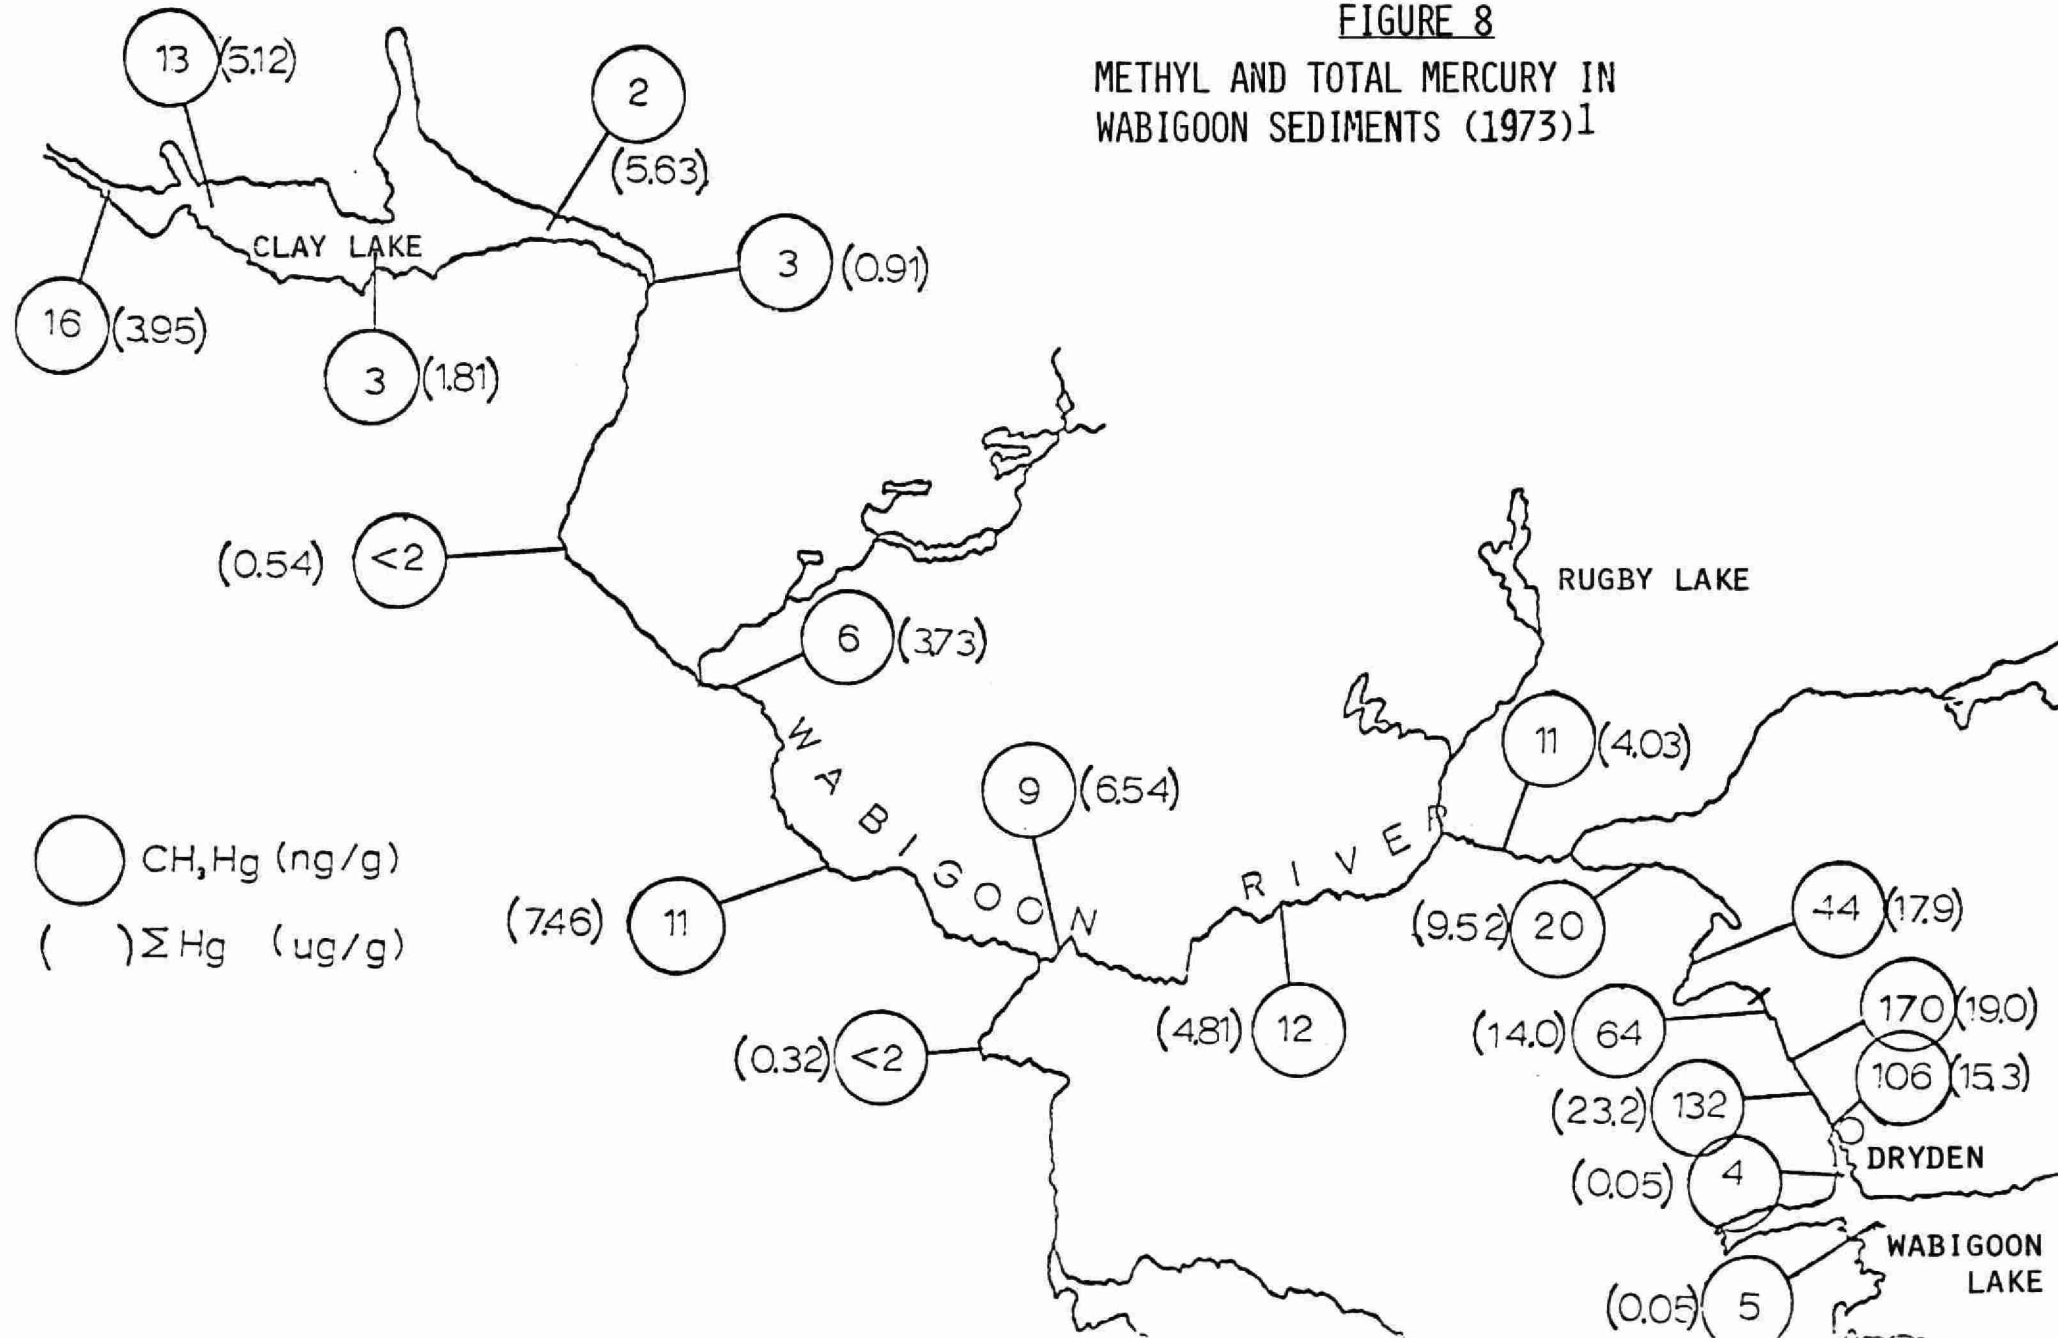 FIGURE 8
METHYL AND TOTAL MERCURY IN
WABIGOON SEDIMENTS (1973)1
13 (5.12)
2
(5.63)
CLAY LAKE
3 (0.91)
16 (3.95)
3 (1.81)
(0.54) <2
RUGBY LAKE
6 (3.73)
11 (4.03)
9 (6.54)
WABIGOON RIVER
CH₃Hg (ng/g)
( )ΣHg (ug/g)
(7.46) 11
(9.52) 20
44 (17.9)
(4.81) 12
(14.0) 64
170 (19.0)
(0.32) <2
106 (15.3)
(23.2) 132
DRYDEN
(0.05) 4
WABIGOON
LAKE
(0.05) 5